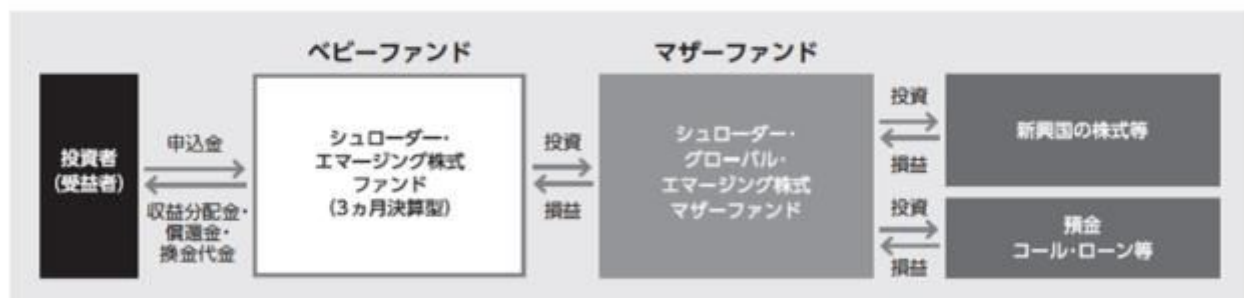 ベビーファンド
マザーファンド
投資者
(受益者)
申込金
収益分配金・
償還金・
換金代金
シュローダー・
エマージング株式
ファンド
(3ヵ月決算型)
投資
損益
シュローダー・
グローバル・
エマージング株式
マザーファンド
投資
損益
新興国の株式等
投資
損益
預金
コール・ローン等